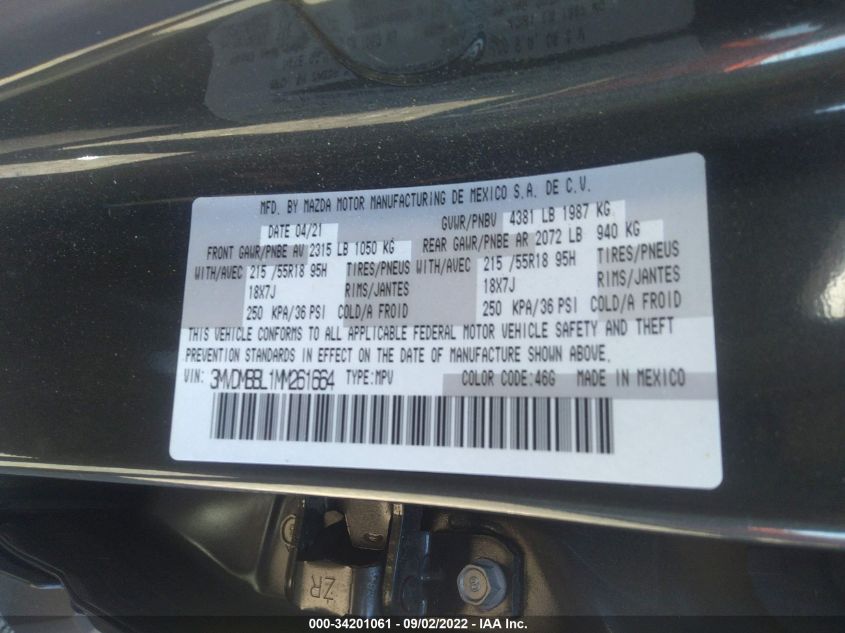 MFD. BY MAZDA MOTOR MANUFACTURING DE MEXICO S.A. DE C.V.
DATE 04/21 GVWR/PNBV 4381 LB 1987 KG
FRONT GAWR/PNBE AV 2315 LB 1050 KG REAR GAWR/PNBE AR 2072 LB 940 KG
WITH/AVEC 215 /55R18 95H TIRES/PNEUS WITH/AVEC 215 /55R18 95H TIRES/PNEUS
18X7J RIMS/JANTES 18X7J RIMS/JANTES
250 KPA/36 PSI COLD/A FROID 250 KPA/36 PSI COLD/A FROID
THIS VEHICLE CONFORMS TO ALL APPLICABLE FEDERAL MOTOR VEHICLE SAFETY AND THEFT
PREVENTION STANDARDS IN EFFECT ON THE DATE OF MANUFACTURE SHOWN ABOVE.
VIN: 3MVDMBBL1MM261664 TYPE:MPV COLOR CODE:46G MADE IN MEXICO
ZR
000-34201061 - 09/02/2022 - IAA Inc.